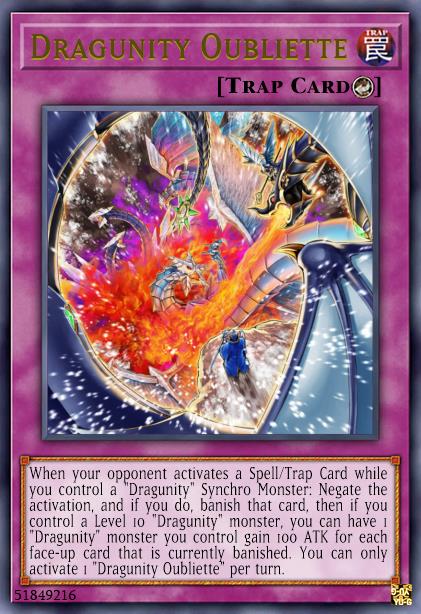 DRAGUNITY OUBLIETTE
TRAP
罠
[TRAP CARD]
When your opponent activates a Spell/Trap Card while
you control a "Dragunity" Synchro Monster: Negate the
activation, and if you do, banish that card, then if you
control a Level 10 "Dragunity" monster, you can have 1
"Dragunity" monster you control gain 100 ATK for each
face-up card that is currently banished. You can only
activate 1 "Dragunity Oubliette" per turn.
51849216